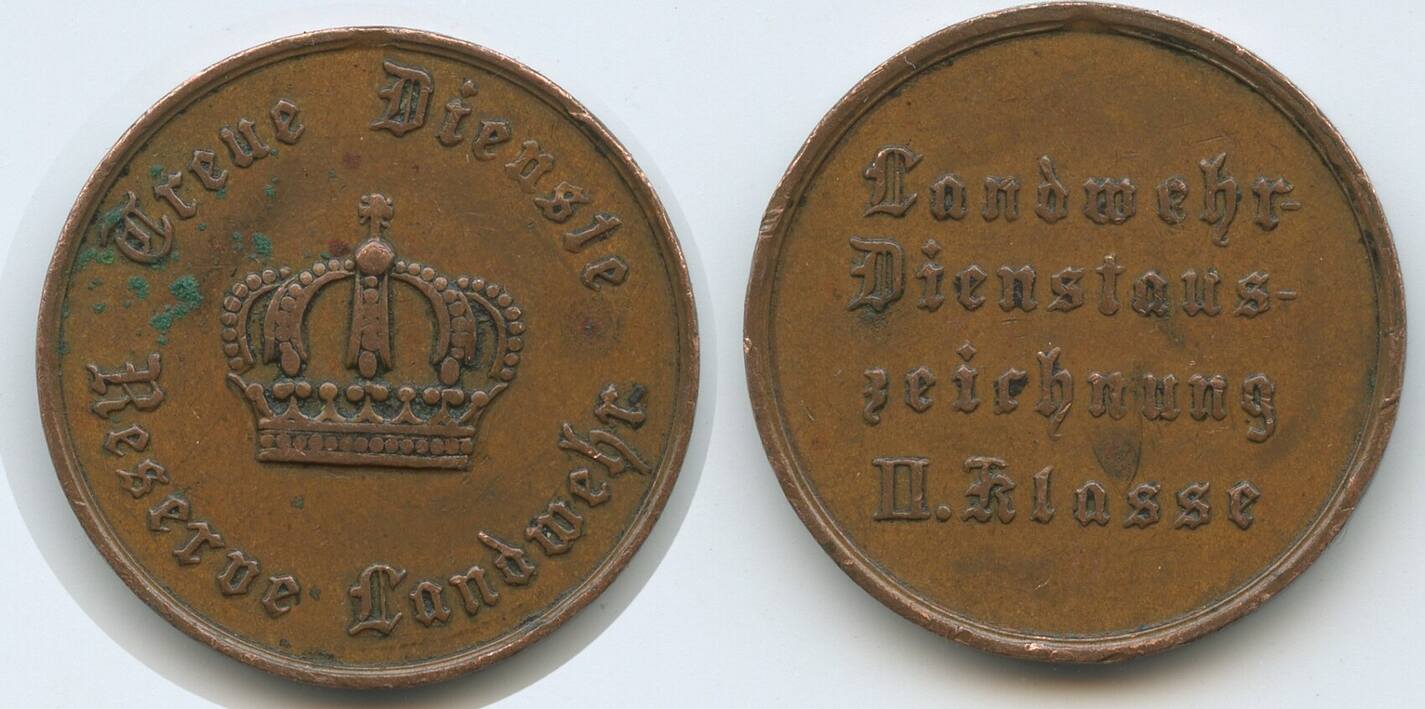 Treue Dienste
Reserve Landwehr
Landwehr-
Dienstaus-
zeichnung
II. Klasse